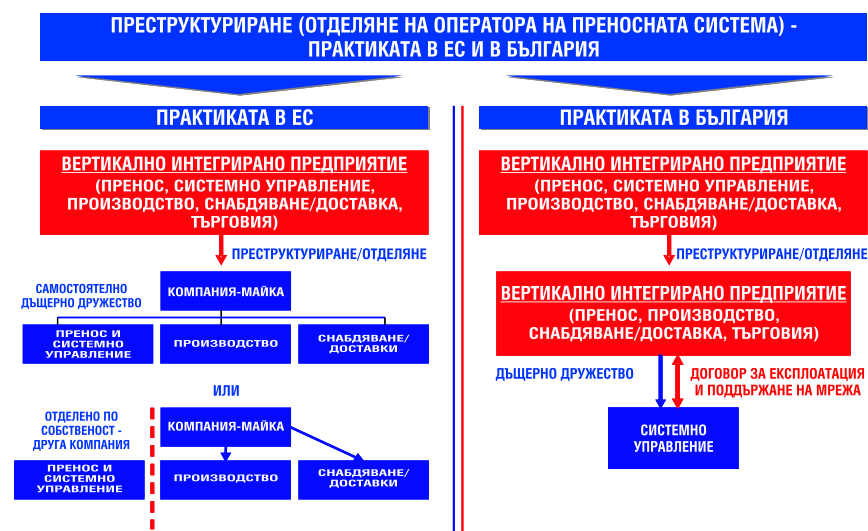 ПРЕСТРУКТУРИРАНЕ (ОТДЕЛЯНЕ НА ОПЕРАТОРА НА ПРЕНОСНАТА СИСТЕМА) -
ПРАКТИКАТА В ЕС И В БЪЛГАРИЯ
ПРАКТИКАТА В ЕС
ВЕРТИКАЛНО ИНТЕГРИРАНО ПРЕДПРИЯТИЕ
(ПРЕНОС, СИСТЕМНО УПРАВЛЕНИЕ,
ПРОИЗВОДСТВО, СНАБДЯВАНЕ/ДОСТАВКА,
ТЪРГОВИЯ)
ПРЕСТРУКТУРИРАНЕ/ОТДЕЛЯНЕ
САМОСТОЯТЕЛНО
ДЪЩЕРНО ДРУЖЕСТВО
КОМПАНИЯ-МАЙКА
ПРЕНОС И
СИСТЕМНО
УПРАВЛЕНИЕ
ПРОИЗВОДСТВО
СНАБДЯВАНЕ/
ДОСТАВКИ
ИЛИ
ОТДЕЛЕНО ПО
СОБСТВЕНОСТ -
ДРУГА КОМПАНИЯ
КОМПАНИЯ-МАЙКА
ПРЕНОС И
СИСТЕМНО
УПРАВЛЕНИЕ
ПРОИЗВОДСТВО
СНАБДЯВАНЕ/
ДОСТАВКИ
ПРАКТИКАТА В БЪЛГАРИЯ
ВЕРТИКАЛНО ИНТЕГРИРАНО ПРЕДПРИЯТИЕ
(ПРЕНОС, СИСТЕМНО УПРАВЛЕНИЕ,
ПРОИЗВОДСТВО, СНАБДЯВАНЕ/ДОСТАВКА,
ТЪРГОВИЯ)
ПРЕСТРУКТУРИРАНЕ/ОТДЕЛЯНЕ
ВЕРТИКАЛНО ИНТЕГРИРАНО ПРЕДПРИЯТИЕ
(ПРЕНОС, ПРОИЗВОДСТВО,
СНАБДЯВАНЕ/ДОСТАВКА, ТЪРГОВИЯ)
ДЪЩЕРНО ДРУЖЕСТВО
ДОГОВОР ЗА ЕКСПЛОАТАЦИЯ
И ПОДДЪРЖАНЕ НА МРЕЖА
СИСТЕМНО
УПРАВЛЕНИЕ